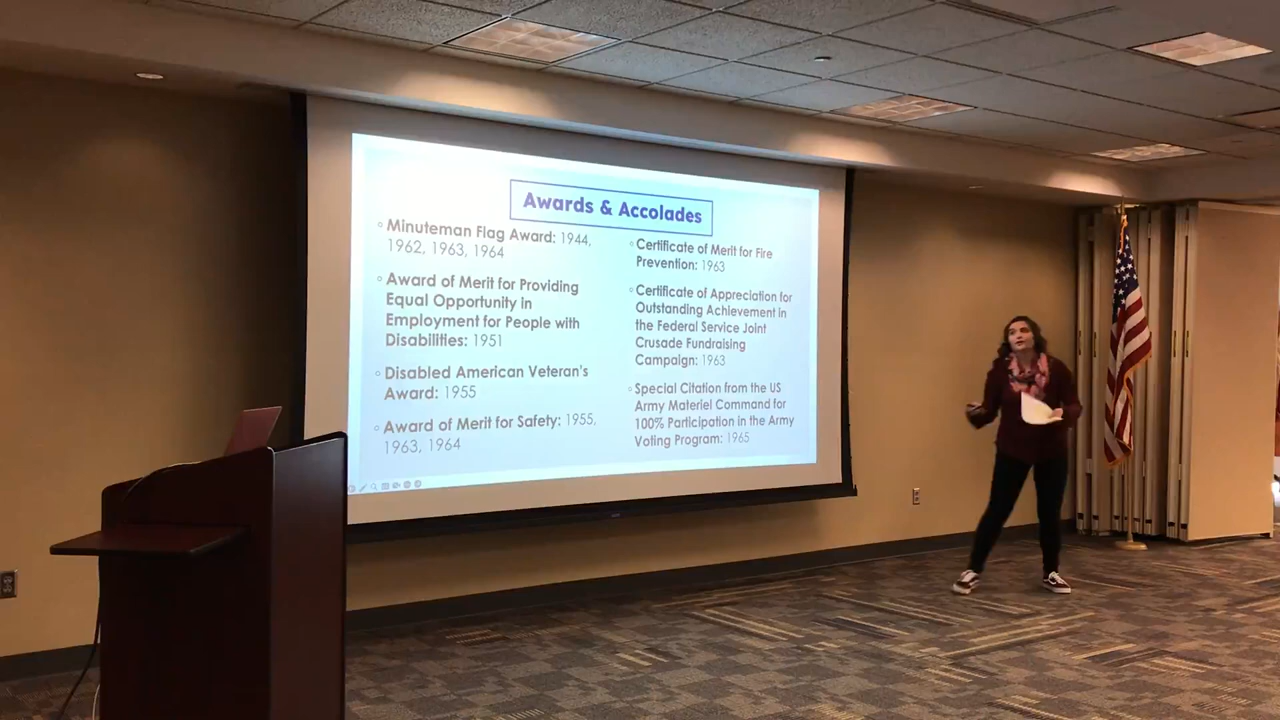 Awards & Accolades
◦ Minuteman Flag Award: 1944,
1962, 1963, 1964
◦ Award of Merit for Providing
Equal Opportunity in
Employment for People with
Disabilities: 1951
◦ Disabled American Veteran's
Award: 1955
◦ Award of Merit for Safety: 1955,
1963, 1964
◦ Certificate of Merit for Fire
Prevention: 1963
◦ Certificate of Appreciation for
Outstanding Achievement in
the Federal Service Joint
Crusade Fundraising
Campaign: 1963
◦ Special Citation from the US
Army Materiel Command for
100% Participation in the Army
Voting Program: 1965